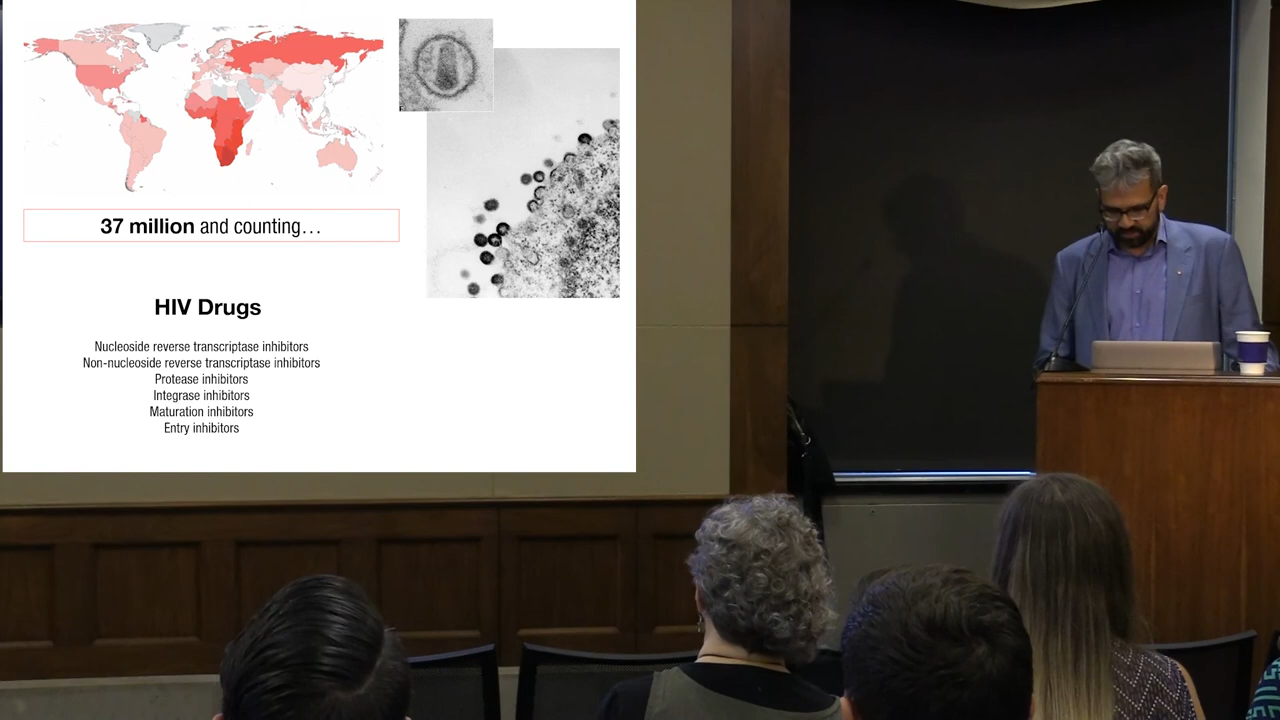 37 million and counting…
HIV Drugs
Nucleoside reverse transcriptase inhibitors
Non-nucleoside reverse transcriptase inhibitors
Protease inhibitors
Integrase inhibitors
Maturation inhibitors
Entry inhibitors